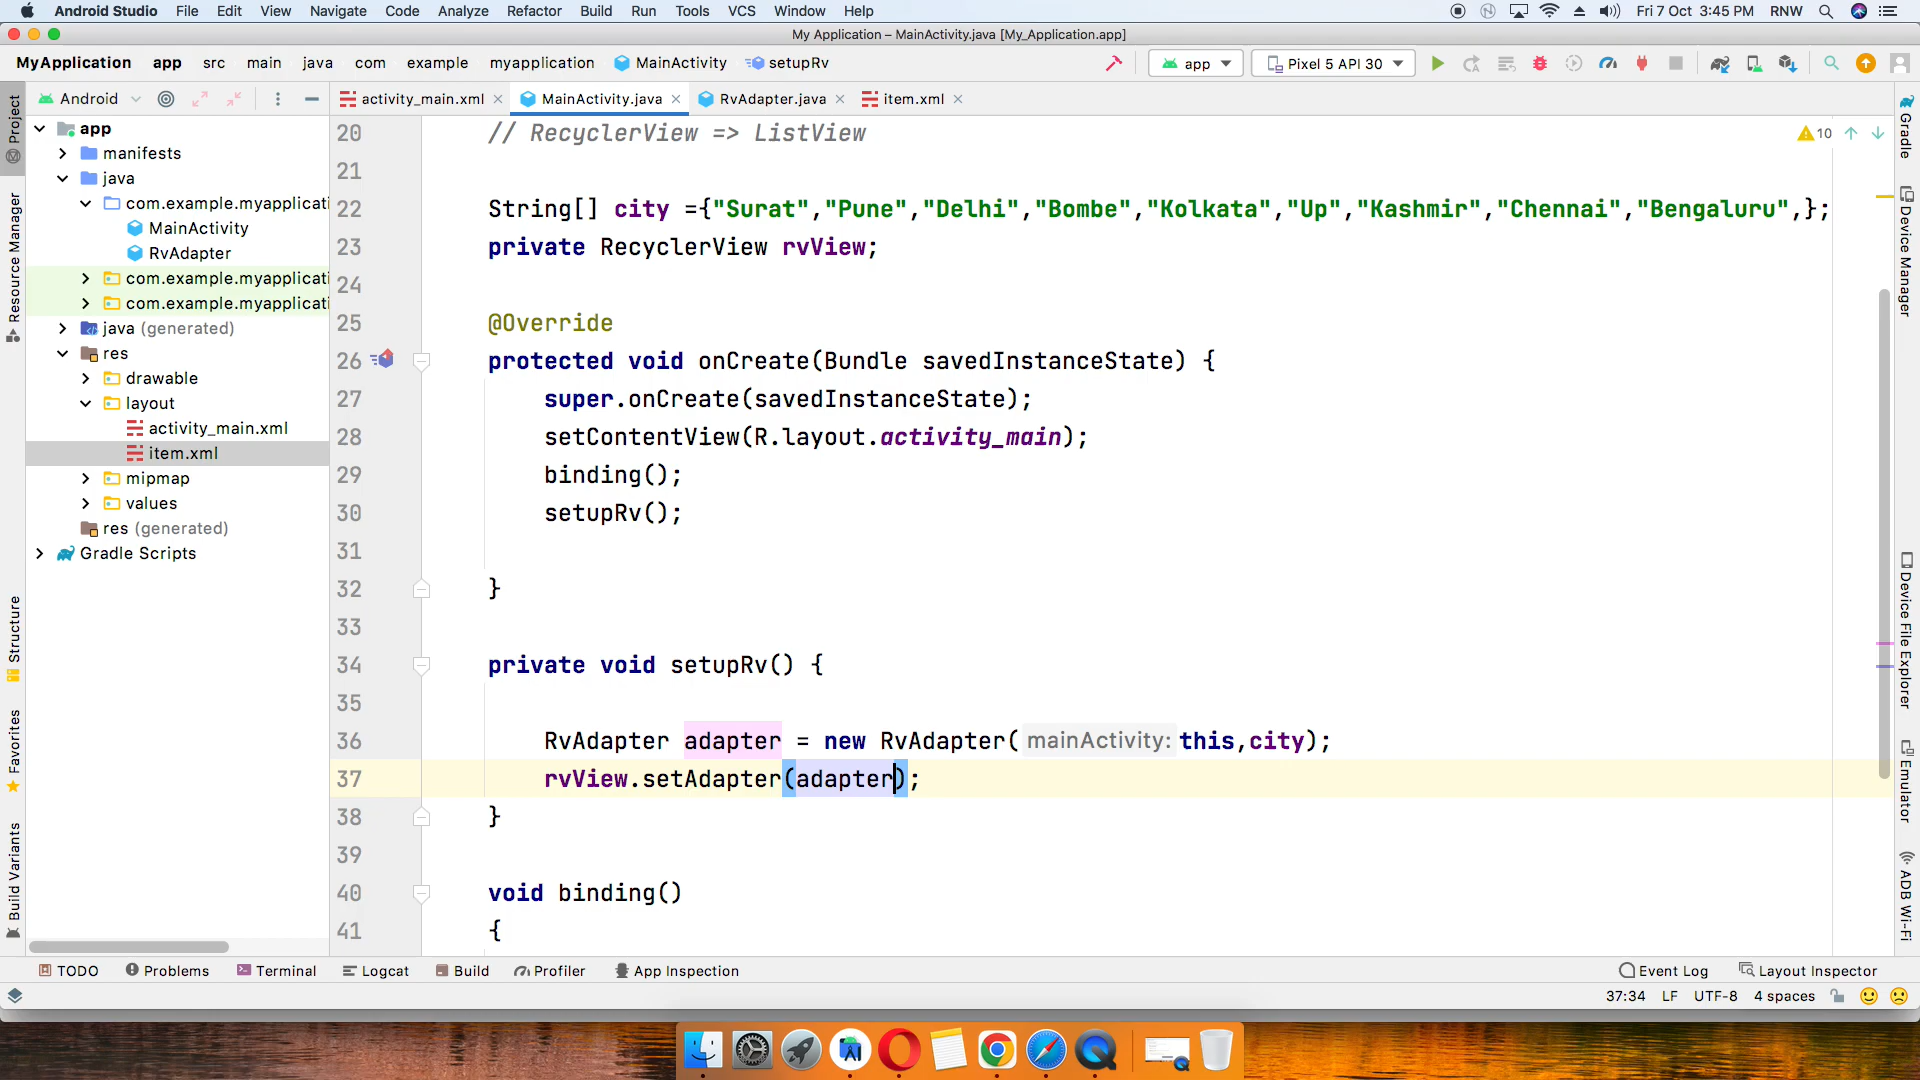 Android Studio File Edit View Navigate Code Analyze Refactor Build Run Tools VCS Window Help Fri 7 Oct 3:45 PM RNW
My Application – MainActivity.java [My_Application.app]
MyApplication app src main java com example myapplication MainActivity setupRv app Pixel 5 API 30
Android activity_main.xml MainActivity.java RvAdapter.java item.xml
Project
Resource Manager
Structure
Favorites
Build Variants
app
manifests
java
com.example.myapplicati
MainActivity
RvAdapter
com.example.myapplicati
com.example.myapplicati
java (generated)
res
drawable
layout
activity_main.xml
item.xml
mipmap
values
res (generated)
Gradle Scripts
20 // RecyclerView => ListView
10
21
22 String[] city ={"Surat","Pune","Delhi","Bombe","Kolkata","Up","Kashmir","Chennai","Bengaluru",};
23 private RecyclerView rvView;
24
25 @Override
26 protected void onCreate(Bundle savedInstanceState) {
27 super.onCreate(savedInstanceState);
28 setContentView(R.layout.activity_main);
29 binding();
30 setupRv();
31
32 }
33
34 private void setupRv() {
35
36 RvAdapter adapter = new RvAdapter( mainActivity: this,city);
37 rvView.setAdapter(adapter);
38 }
39
40 void binding()
41 {
Gradle
Device Manager
Device File Explorer
Emulator
ADB Wi-Fi
TODO Problems Terminal Logcat Build Profiler App Inspection Event Log Layout Inspector
37:34 LF UTF-8 4 spaces